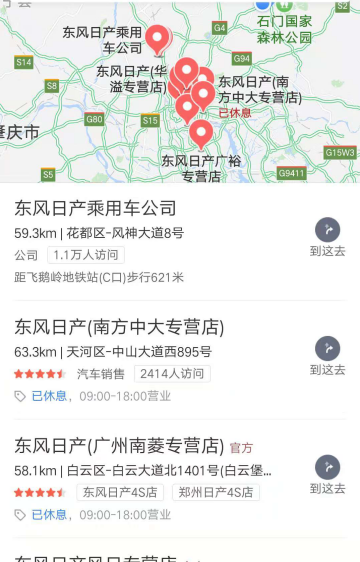 石门国家
森林公园
G4
S2
东风日产乘用
车公司
S14
东风日产(华
溢专营店)
东风日产(南
方中大专营店)
已休息
S8
G80
S15
肇庆市
东风日产广裕
专营店
G15W3
S5
G9411
东风日产乘用车公司
59.3km | 花都区-风神大道8号
公司 1.1万人访问
到这去
距飞鹅岭地铁站(C口)步行621米
东风日产(南方中大专营店)
63.3km | 天河区-中山大道西895号
汽车销售 2414人访问
到这去
已休息，09:00-18:00营业
东风日产(广州南菱专营店) 官方
58.1km | 白云区-白云大道北1401号(白云堡...
东风日产4S店 郑州日产4S店
到这去
已休息，09:00-18:00营业